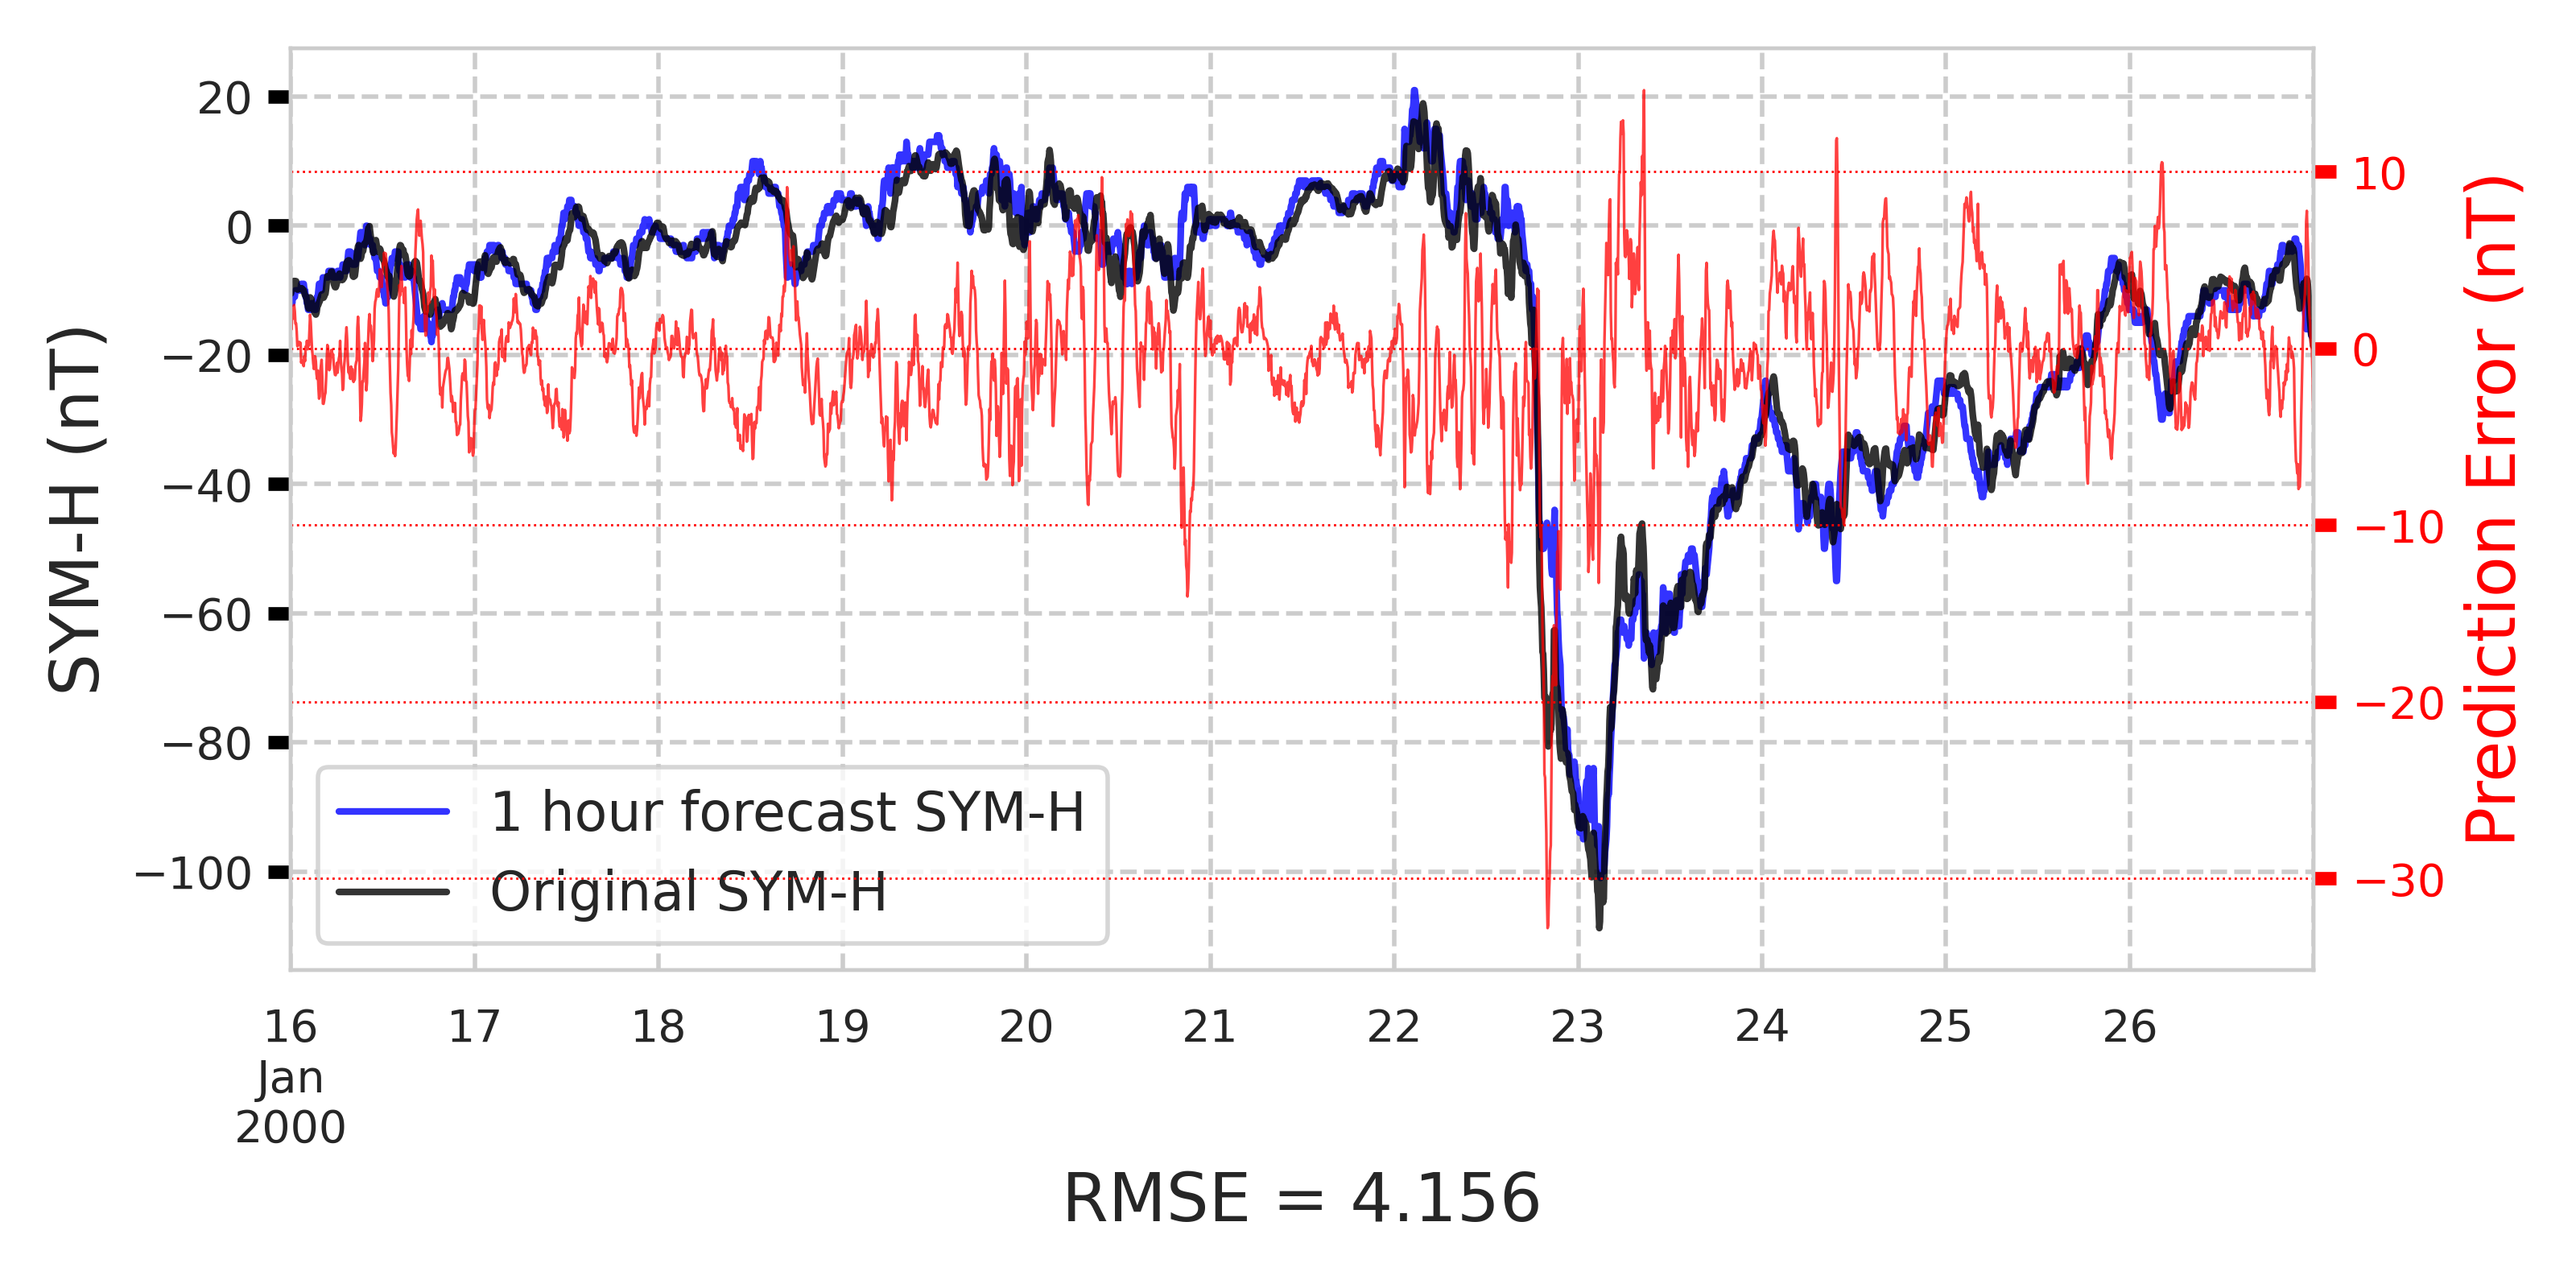 SYM-H (nT)
20
0
−20
−40
−60
−80
−100
1 hour forecast SYM-H
Original SYM-H
10
0
−10
−20
−30
Prediction Error (nT)
16 17 18 19 20 21 22 23 24 25 26
Jan
2000
RMSE = 4.156